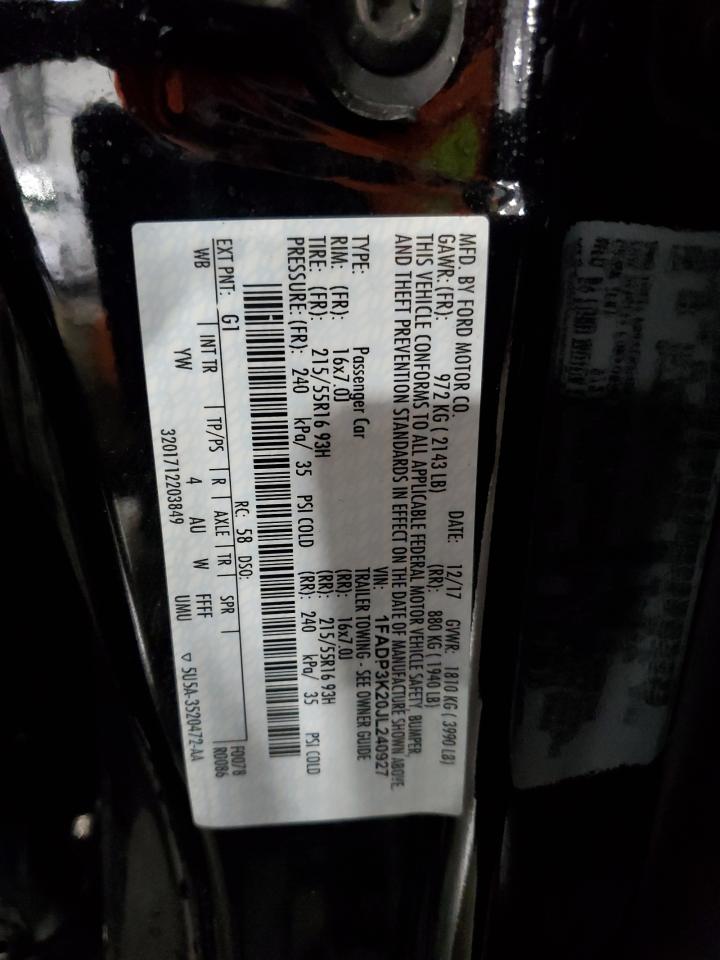 MFD. BY FORD MOTOR CO. DATE: 12/17 GVWR: 1810 KG ( 3990 LB)
GAWR: (FR): 972 KG ( 2143 LB) (RR): 880 KG ( 1940 LB)
THIS VEHICLE CONFORMS TO ALL APPLICABLE FEDERAL MOTOR VEHICLE SAFETY, BUMPER,
AND THEFT PREVENTION STANDARDS IN EFFECT ON THE DATE OF MANUFACTURE SHOWN ABOVE.
VIN: 1FADP3K20JL240927
TYPE: Passenger Car TRAILER TOWING - SEE OWNER GUIDE
RIM: (FR): 16x7.0J (RR): 16x7.0J
TIRE: (FR): 215/55R16 93H (RR): 215/55R16 93H
PRESSURE: (FR): 240 kPa/ 35 PSI COLD (RR): 240 kPa/ 35 PSI COLD
RC: 58 DSO: F0078
EXT PNT: G1 R0086
INT TR TP/PS R AXLE TR SPR
WB YW 4 AU W FFFF
UMU
3201712203849 ▽ 5U5A-3520472-AA